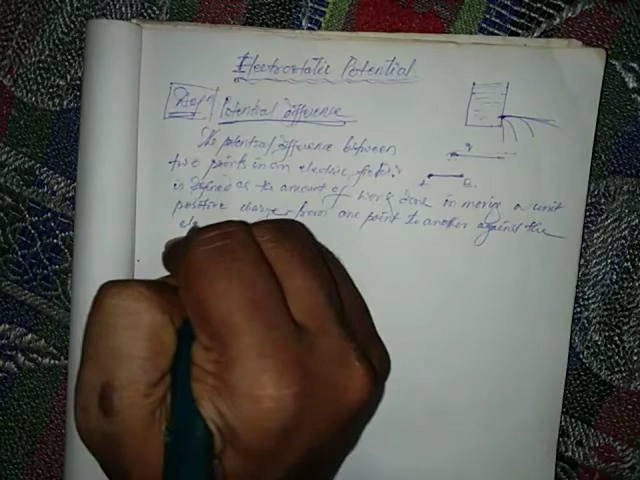 Electrostatic Potential
Def^n Potential difference
The potential difference between
two points in an electric field is
is defined as the amount of work done in moving a unit
positive charge from one point to another against the
A B